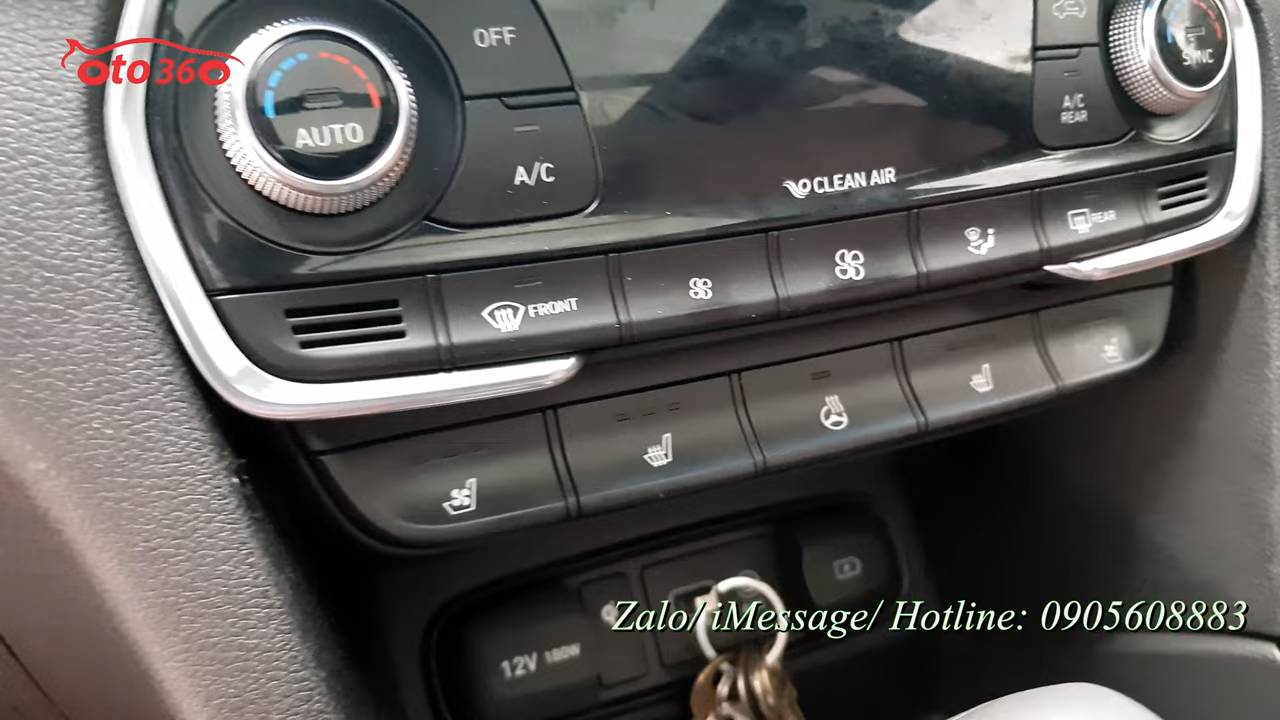 oto360
OFF
AUTO
A/C
SYNC
A/C
REAR
CLEAN AIR
REAR
FRONT
Zalo/ iMessage/ Hotline: 0905608883
12V 180W